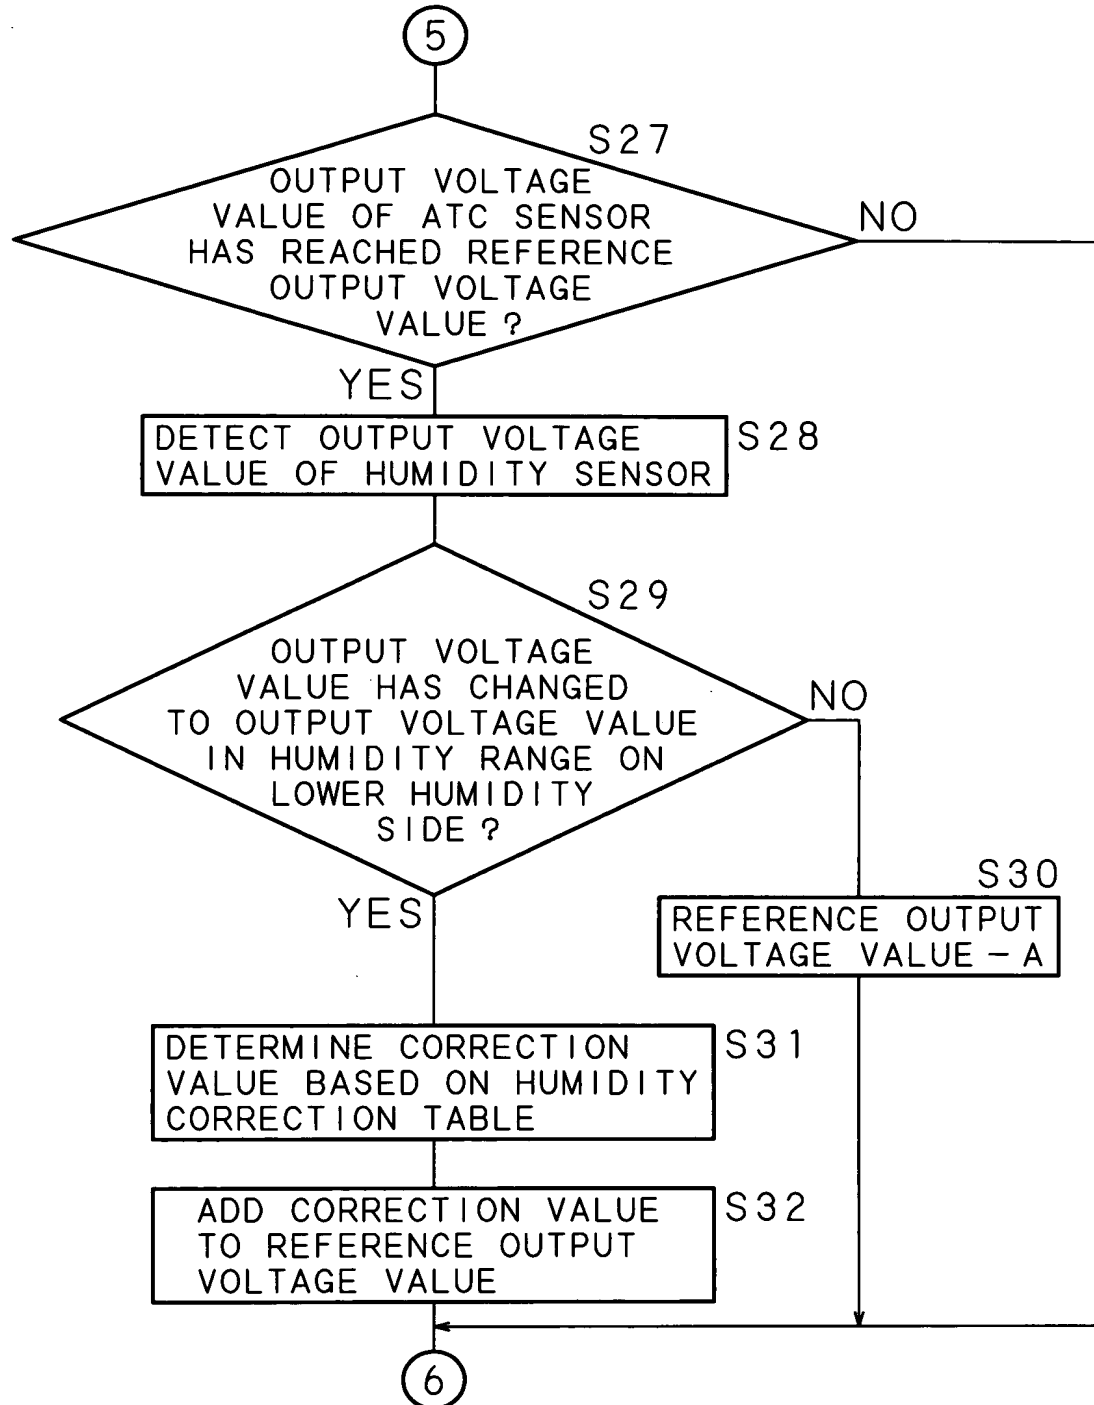 5
S27
OUTPUT VOLTAGE
VALUE OF ATC SENSOR
HAS REACHED REFERENCE
OUTPUT VOLTAGE
VALUE ?
NO
YES
DETECT OUTPUT VOLTAGE
VALUE OF HUMIDITY SENSOR
S28
S29
OUTPUT VOLTAGE
VALUE HAS CHANGED
TO OUTPUT VOLTAGE VALUE
IN HUMIDITY RANGE ON
LOWER HUMIDITY
SIDE ?
NO
YES
S30
REFERENCE OUTPUT
VOLTAGE VALUE – A
DETERMINE CORRECTION
VALUE BASED ON HUMIDITY
CORRECTION TABLE
S31
ADD CORRECTION VALUE
TO REFERENCE OUTPUT
VOLTAGE VALUE
S32
6